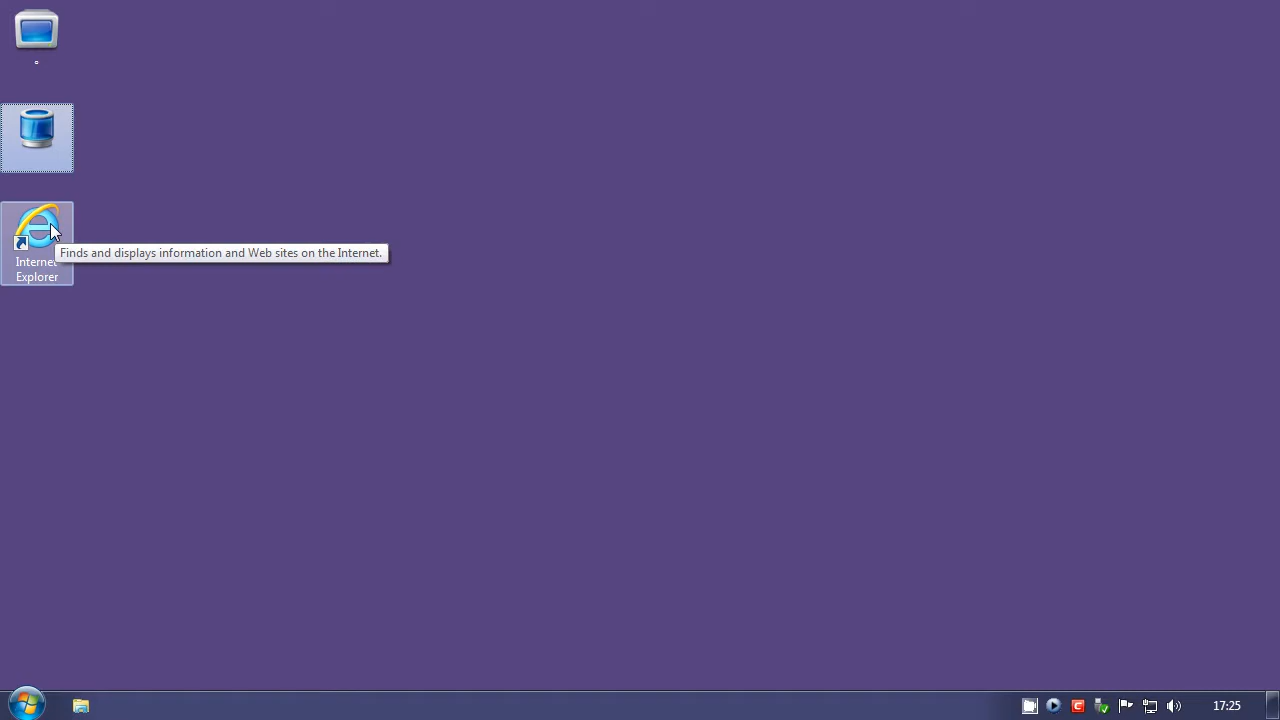 Finds and displays information and Web sites on the Internet.
Internet
Explorer
17:25